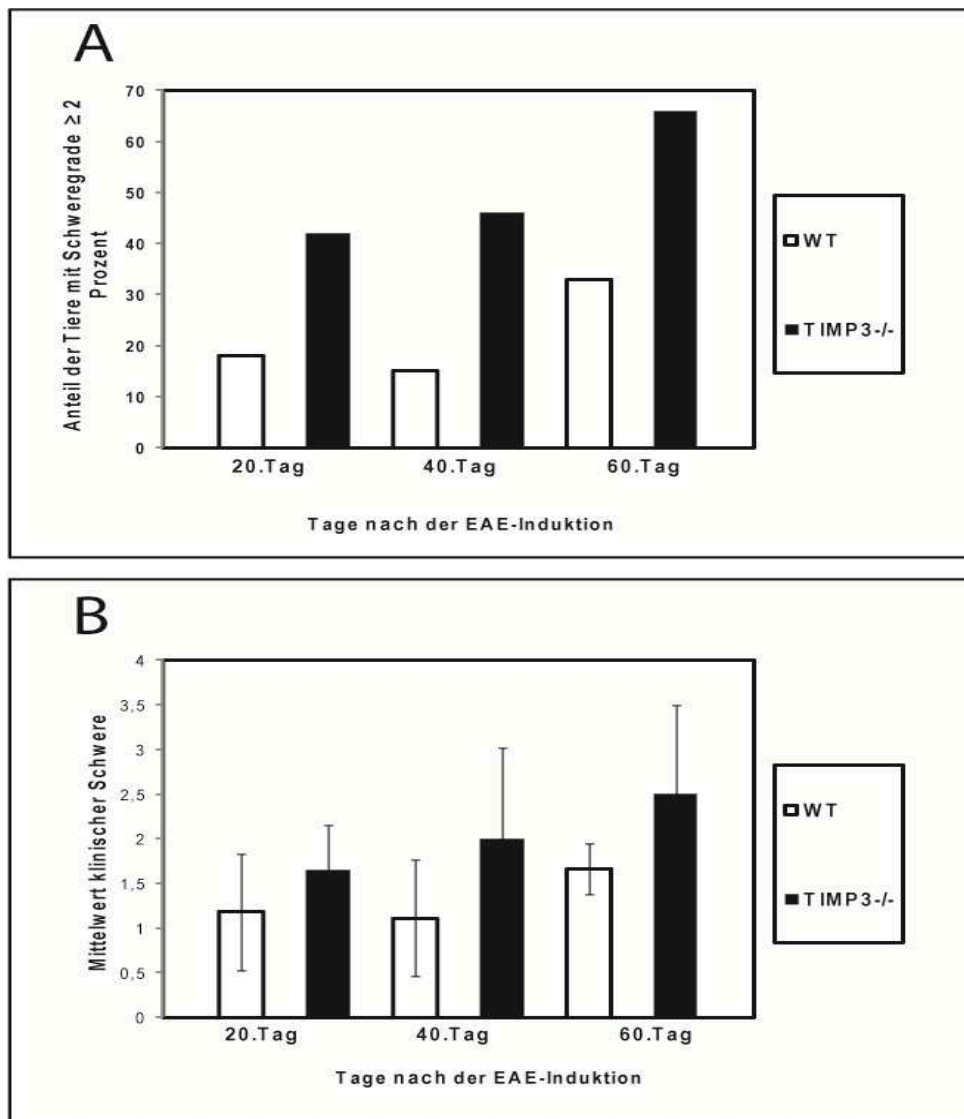 A
Anteil der Tiere mit Schweregrade ≥ 2
Prozent
70
60
50
40
30
20
10
0
20.Tag
40.Tag
60.Tag
Tage nach der EAE-Induktion
WT
TIMP3-/-
B
Mittelwert klinischer Schwere
4
3,5
3
2,5
2
1,5
1
0,5
0
20.Tag
40.Tag
60.Tag
Tage nach der EAE-Induktion
WT
TIMP3-/-